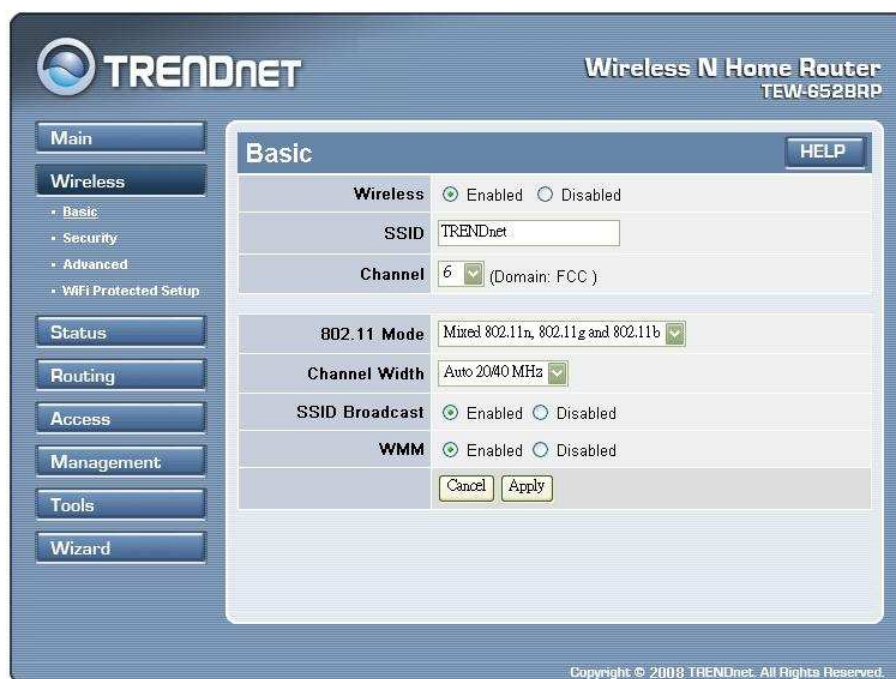 TRENDNET
Wireless N Home Router
TEW-652BRP
Main
Wireless
Basic
Security
Advanced
WiFi Protected Setup
Status
Routing
Access
Management
Tools
Wizard
Basic
HELP
Wireless Enabled Disabled
SSID TRENDnet
Channel 6 (Domain: FCC )
802.11 Mode Mixed 802.11n, 802.11g and 802.11b
Channel Width Auto 20/40 MHz
SSID Broadcast Enabled Disabled
WMM Enabled Disabled
Cancel Apply
Copyright © 2008 TRENDnet. All Rights Reserved.